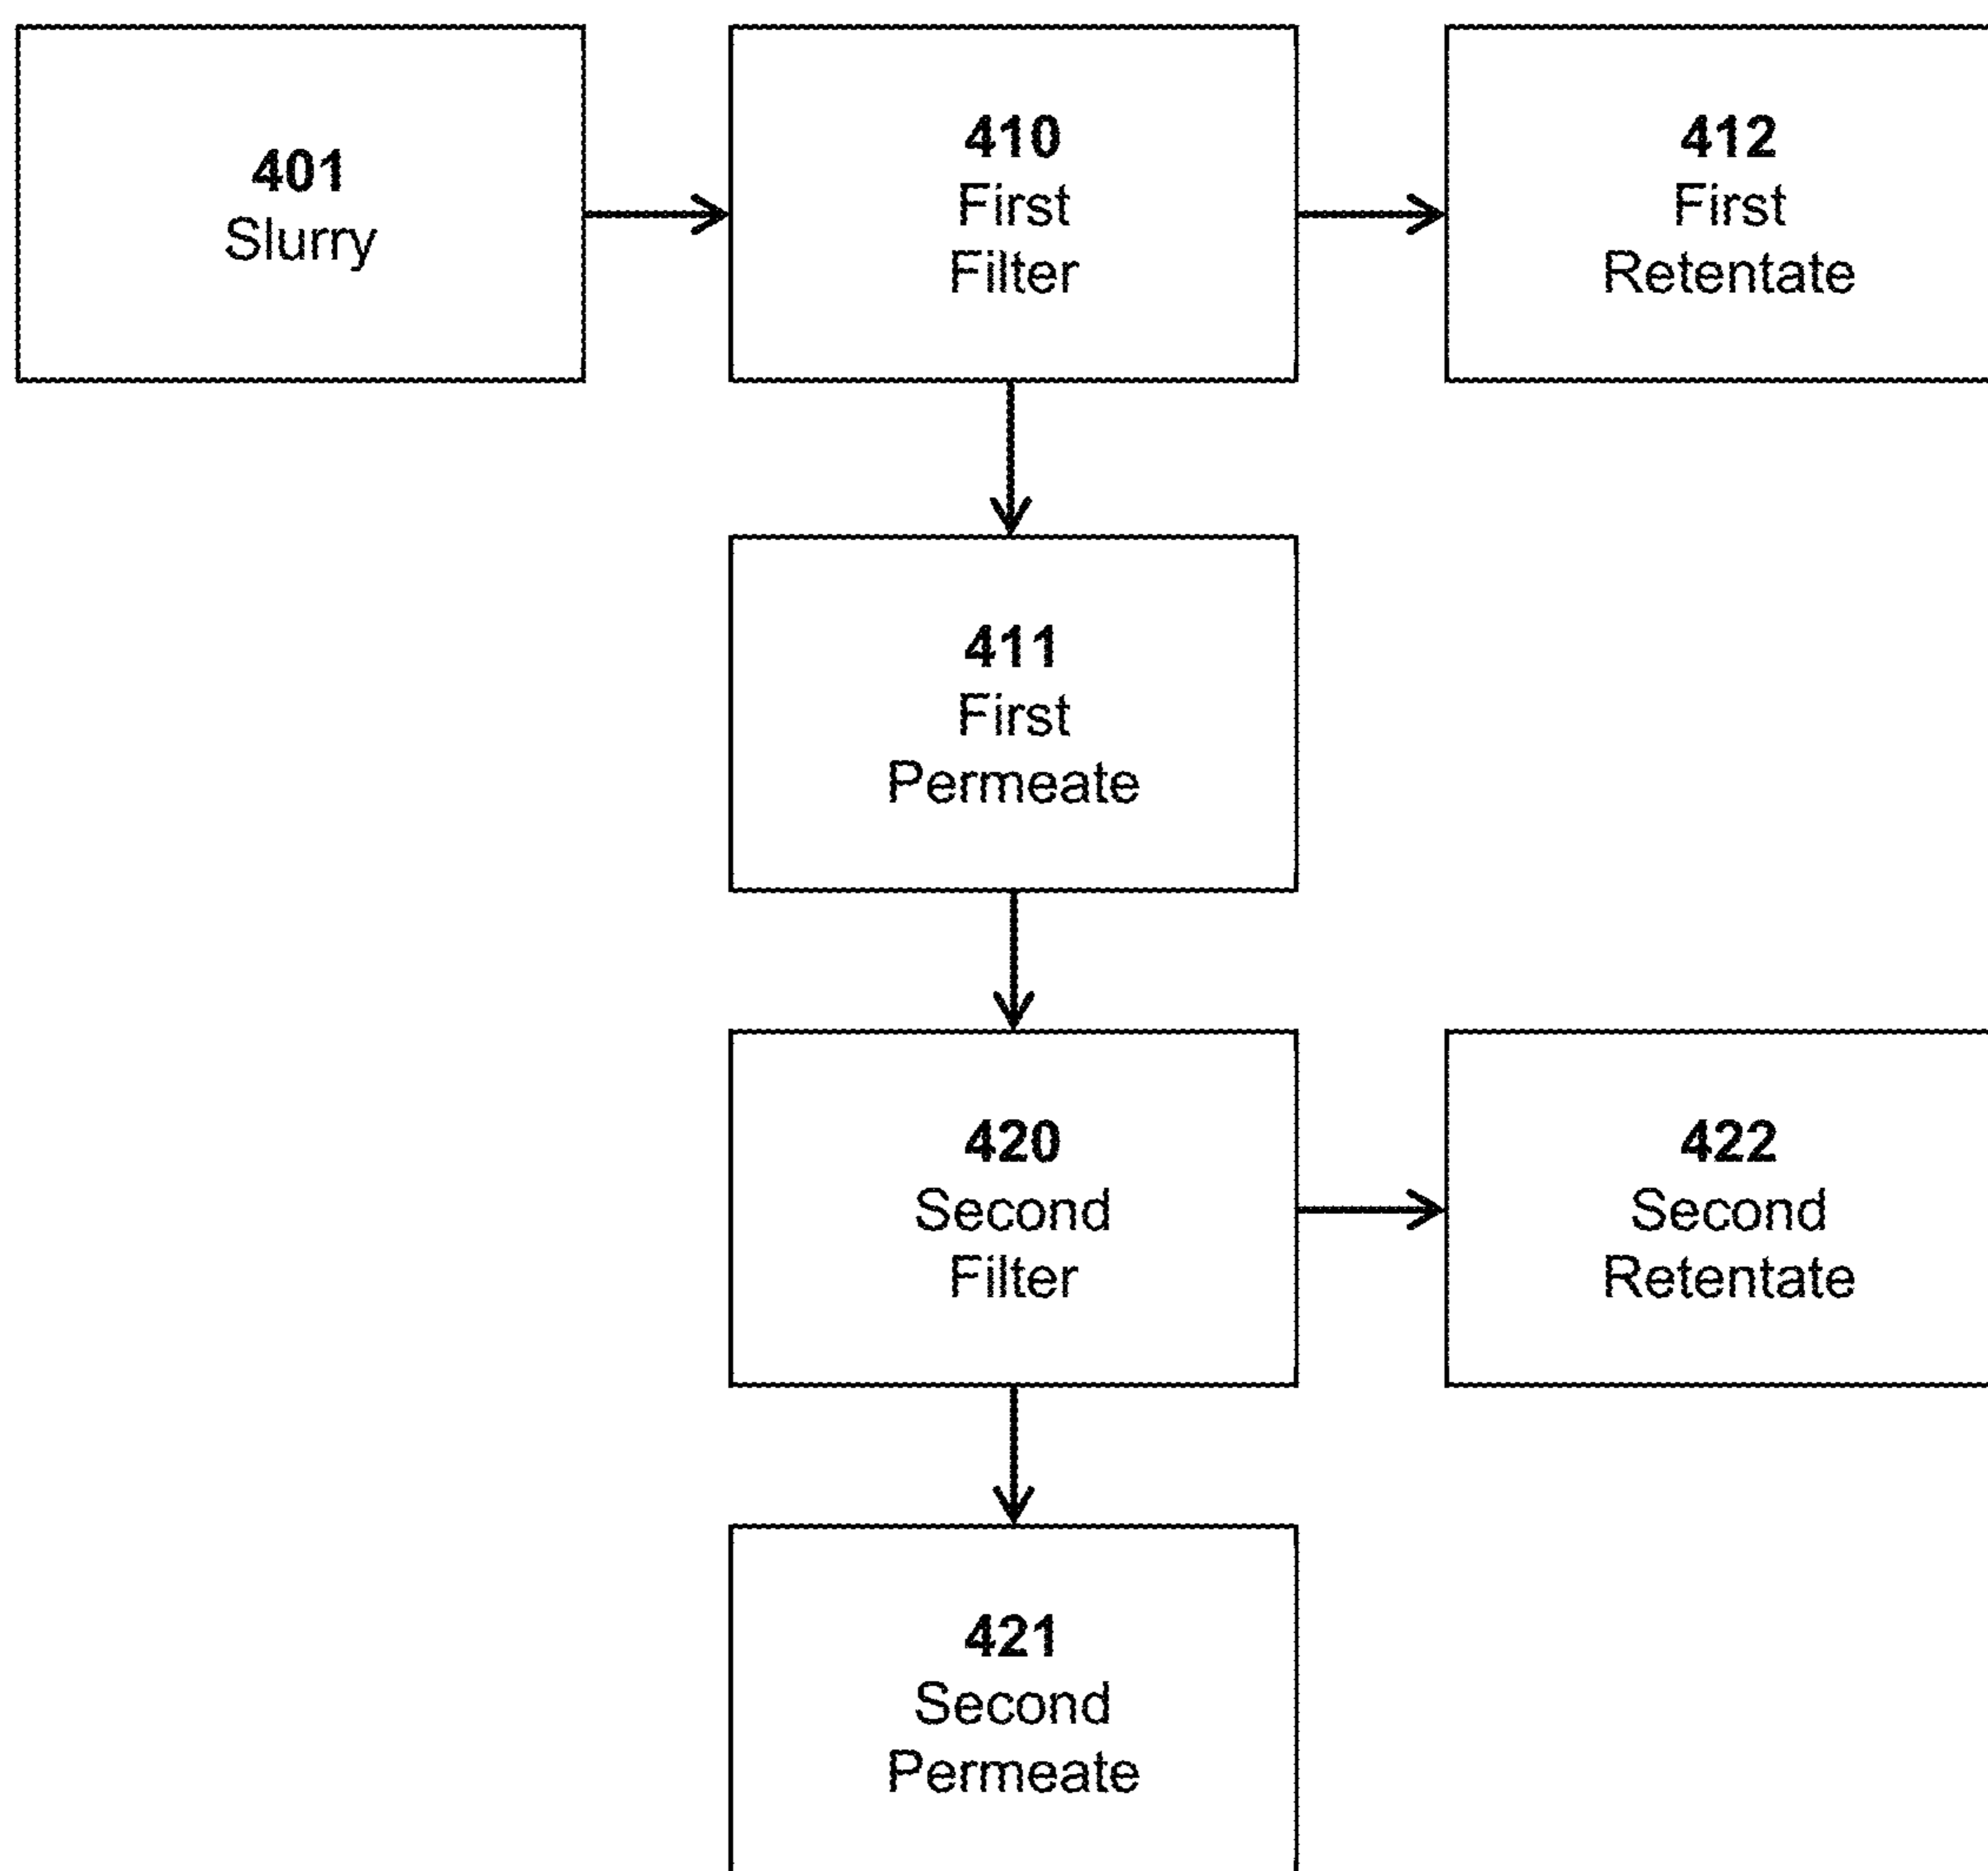 401
Slurry
410
First
Filter
412
First
Retentate
411
First
Permeate
420
Second
Filter
422
Second
Retentate
421
Second
Permeate